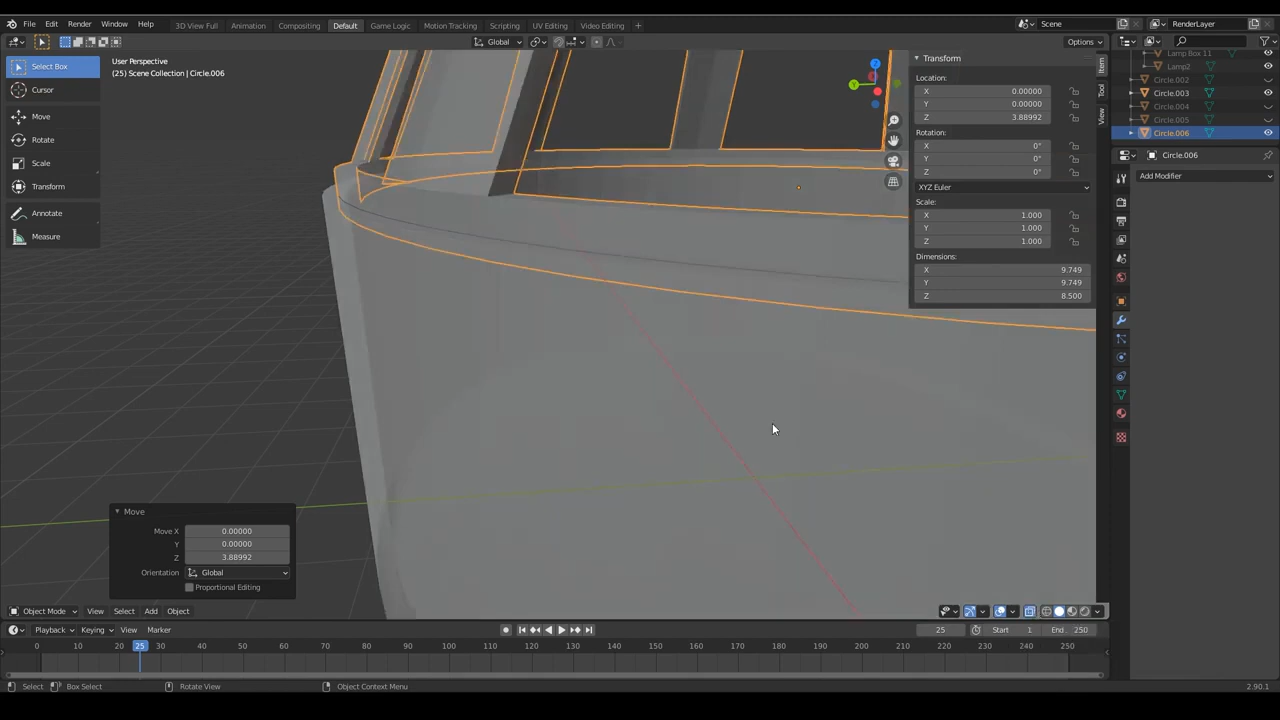 File Edit Render Window Help 3D View Full Animation Compositing Default Game Logic Motion Tracking Scripting UV Editing Video Editing + Scene RenderLayer
Global Options
Select Box
Cursor
Move
Rotate
Scale
Transform
Annotate
Measure
User Perspective
(25) Scene Collection | Circle.006
Y
Z
Transform
Location:
X 0.00000
Y 0.00000
Z 3.88992
Rotation:
X 0°
Y 0°
Z 0°
XYZ Euler
Scale:
X 1.000
Y 1.000
Z 1.000
Dimensions:
X 9.749
Y 9.749
Z 8.500
Item
Tool
View
Lamp Box 11
Lamp2
Circle.002
Circle.003
Circle.004
Circle.005
Circle.006
Circle.006
Add Modifier
Move
Move X 0.00000
Y 0.00000
Z 3.88992
Orientation Global
Proportional Editing
Object Mode View Select Add Object
Playback Keying View Marker 25 Start 1 End 250
0 10 20 25 30 40 50 60 70 80 90 100 110 120 130 140 150 160 170 180 190 200 210 220 230 240 250
Select Box Select Rotate View Object Context Menu 2.90.1